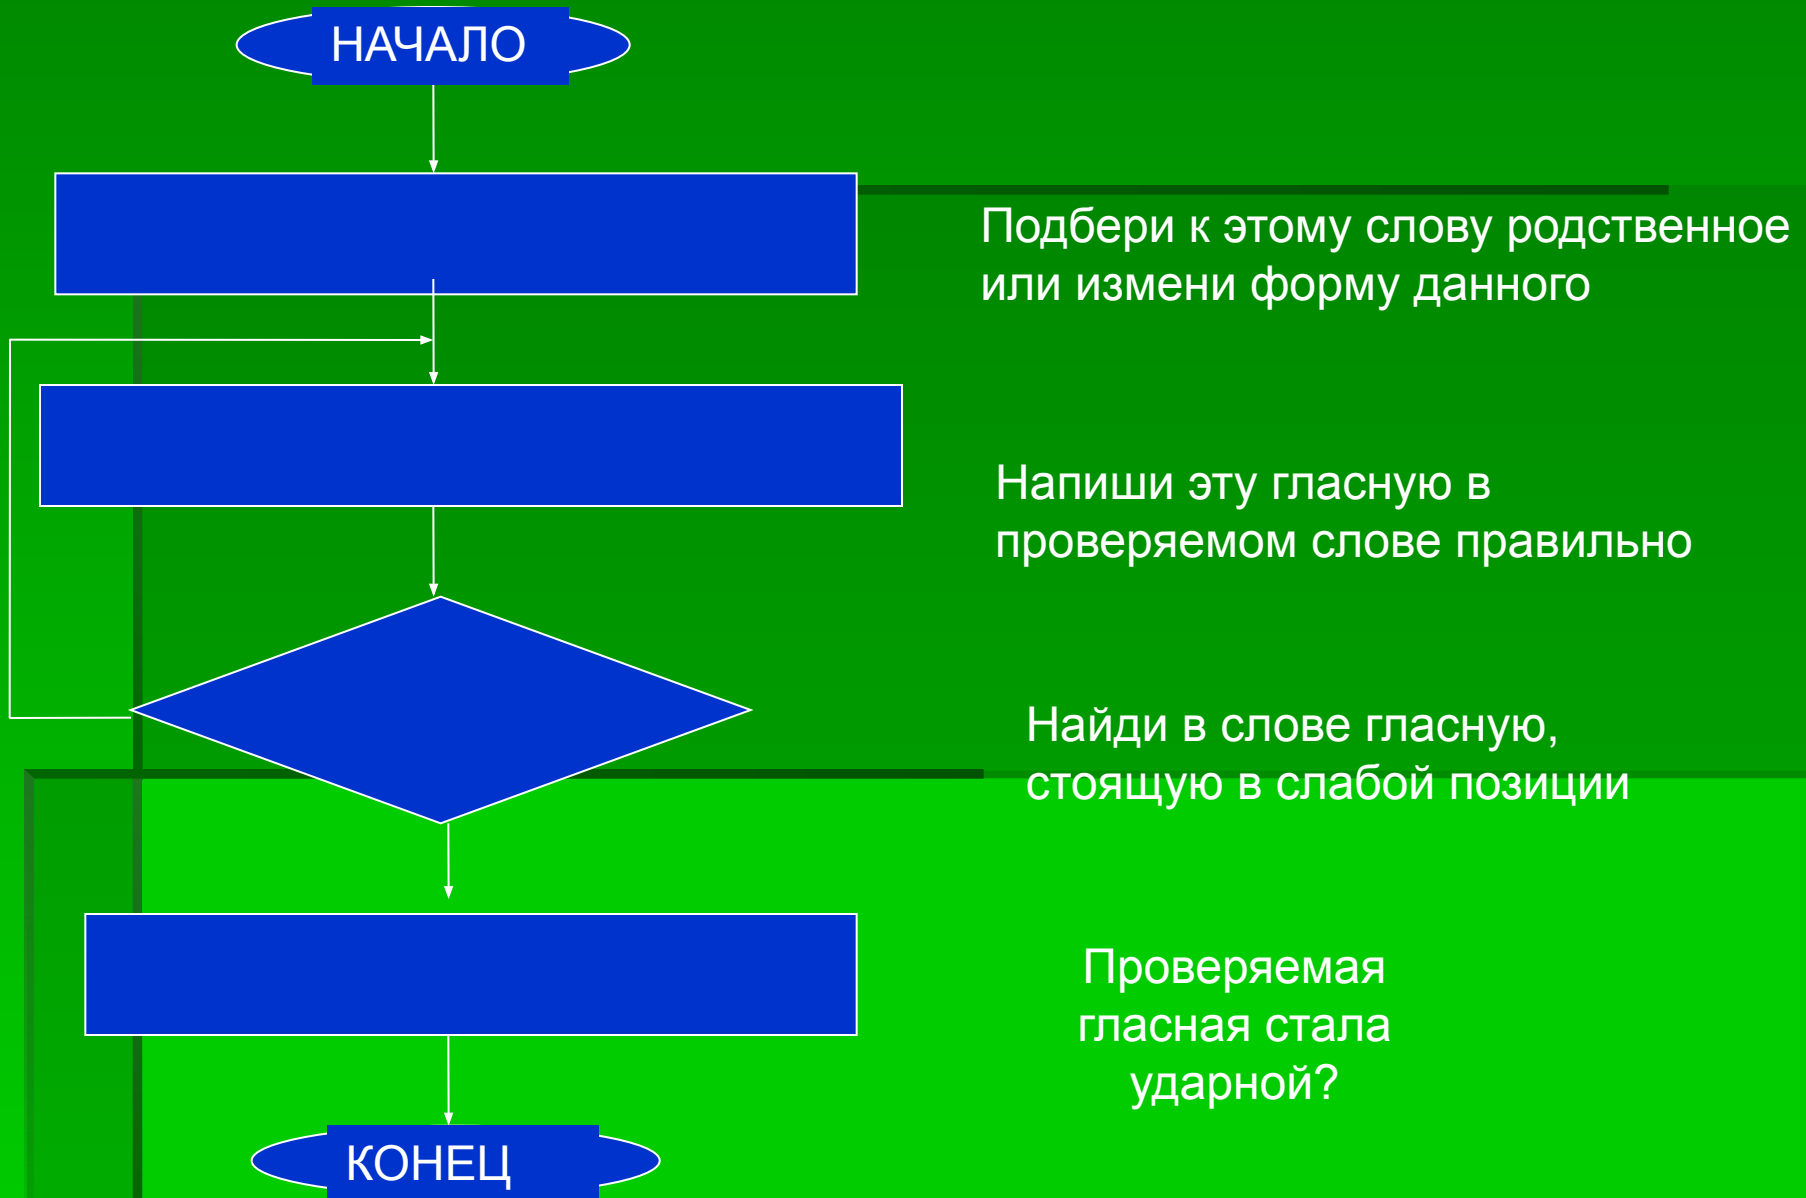 НАЧАЛО
Подбери к этому слову родственное
или измени форму данного
Напиши эту гласную в
проверяемом слове правильно
Найди в слове гласную,
стоящую в слабой позиции
Проверяемая
гласная стала
ударной?
КОНЕЦ